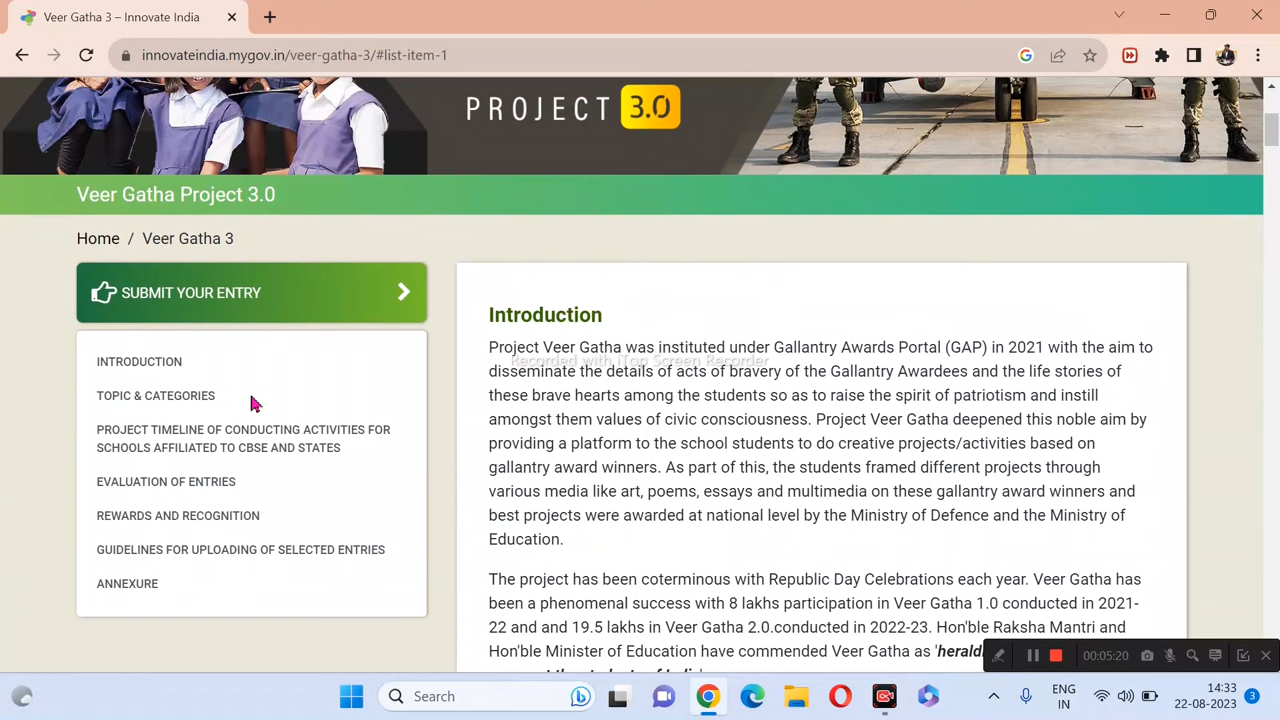 Veer Gatha 3 – Innovate India
innovateindia.mygov.in/veer-gatha-3/#list-item-1
PROJECT 3.0
Veer Gatha Project 3.0
Home / Veer Gatha 3
SUBMIT YOUR ENTRY
INTRODUCTION
TOPIC & CATEGORIES
PROJECT TIMELINE OF CONDUCTING ACTIVITIES FOR
SCHOOLS AFFILIATED TO CBSE AND STATES
EVALUATION OF ENTRIES
REWARDS AND RECOGNITION
GUIDELINES FOR UPLOADING OF SELECTED ENTRIES
ANNEXURE
Introduction
Project Veer Gatha was instituted under Gallantry Awards Portal (GAP) in 2021 with the aim to
Recorded with iTop Screen Recorder
disseminate the details of acts of bravery of the Gallantry Awardees and the life stories of
these brave hearts among the students so as to raise the spirit of patriotism and instill
amongst them values of civic consciousness. Project Veer Gatha deepened this noble aim by
providing a platform to the school students to do creative projects/activities based on
gallantry award winners. As part of this, the students framed different projects through
various media like art, poems, essays and multimedia on these gallantry award winners and
best projects were awarded at national level by the Ministry of Defence and the Ministry of
Education.
The project has been coterminous with Republic Day Celebrations each year. Veer Gatha has
been a phenomenal success with 8 lakhs participation in Veer Gatha 1.0 conducted in 2021-
22 and and 19.5 lakhs in Veer Gatha 2.0.conducted in 2022-23. Hon'ble Raksha Mantri and
Hon'ble Minister of Education have commended Veer Gatha as '
00:05:20
Search
ENG
IN
14:33
22-08-2023
3